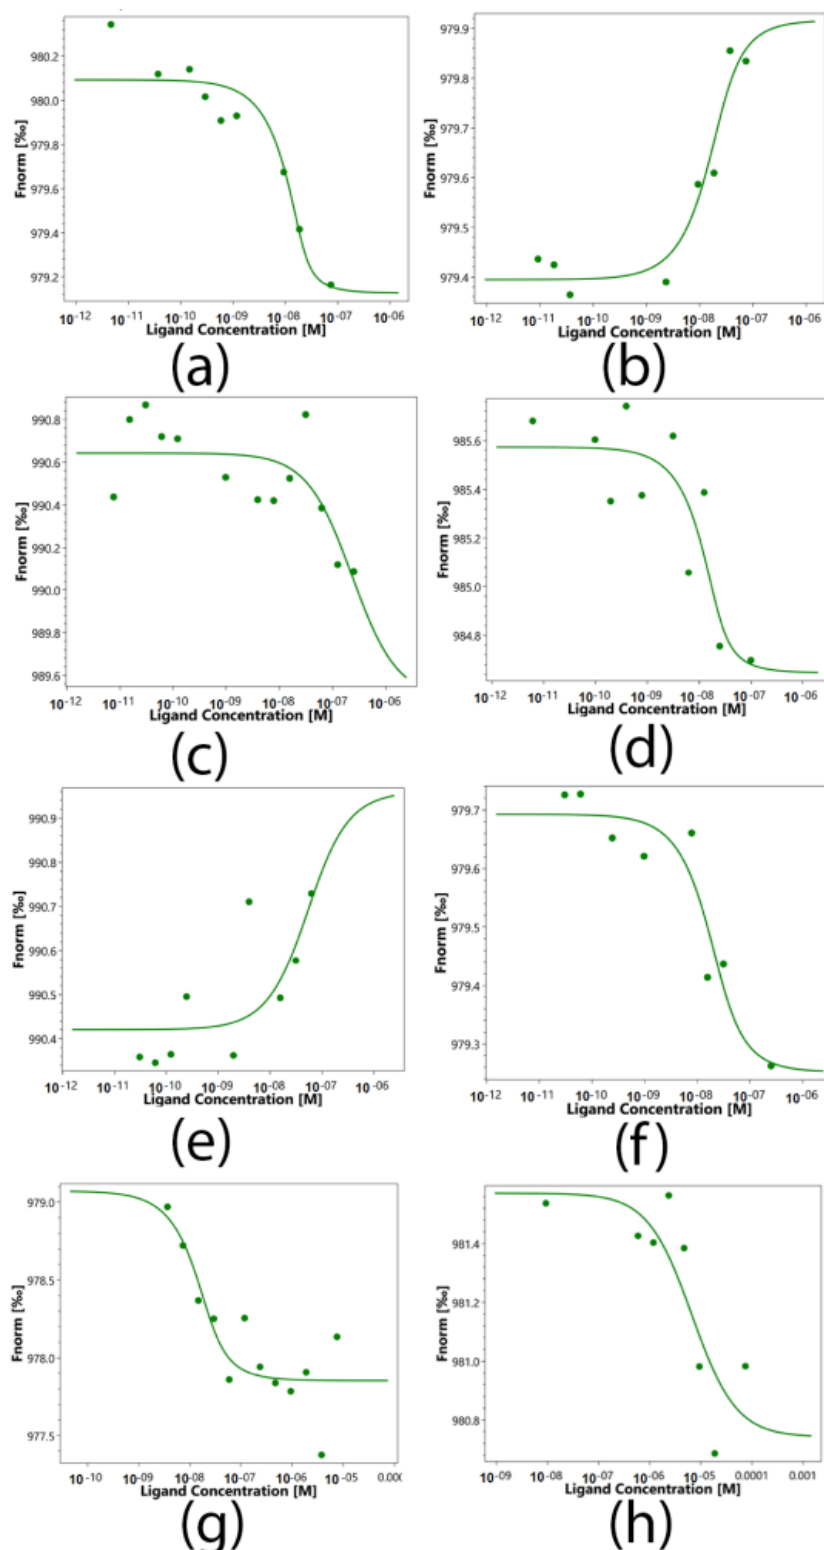 980.2
980.0
979.8
979.6
979.4
979.2
Fnorm [‰]
10-12 10-11 10-10 10-09 10-08 10-07 10-06
Ligand Concentration [M]
(a)
979.9
979.8
979.7
979.6
979.5
979.4
Fnorm [‰]
10-12 10-11 10-10 10-09 10-08 10-07 10-06
Ligand Concentration [M]
(b)
990.8
990.6
990.4
990.2
990.0
989.8
989.6
Fnorm [‰]
10-12 10-11 10-10 10-09 10-08 10-07 10-06
Ligand Concentration [M]
(c)
985.6
985.4
985.2
985.0
984.8
Fnorm [‰]
10-12 10-11 10-10 10-09 10-08 10-07 10-06
Ligand Concentration [M]
(d)
990.9
990.8
990.7
990.6
990.5
990.4
Fnorm [‰]
10-12 10-11 10-10 10-09 10-08 10-07 10-06
Ligand Concentration [M]
(e)
979.7
979.6
979.5
979.4
979.3
Fnorm [‰]
10-12 10-11 10-10 10-09 10-08 10-07 10-06
Ligand Concentration [M]
(f)
979.0
978.5
978.0
977.5
Fnorm [‰]
10-10 10-09 10-08 10-07 10-06 10-05 0.00
Ligand Concentration [M]
(g)
981.4
981.2
981.0
980.8
Fnorm [‰]
10-09 10-08 10-07 10-06 10-05 0.0001 0.001
Ligand Concentration [M]
(h)